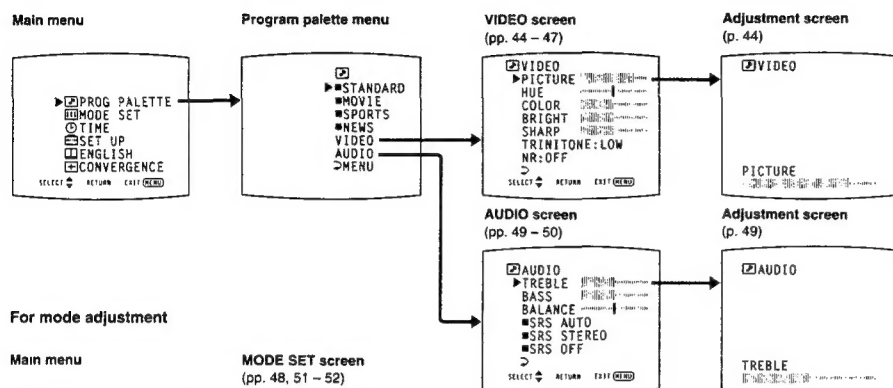 Main menu
▶PROG PALETTE
MODE SET
TIME
SET UP
ENGLISH
CONVERGENCE
SELECT RETURN EXIT MENU
Program palette menu
▶■STANDARD
■MOVIE
■SPORTS
■NEWS
VIDEO
AUDIO
MENU
VIDEO screen
(pp. 44 – 47)
VIDEO
▶PICTURE
HUE
COLOR
BRIGHT
SHARP
TRINITONE:LOW
NR:OFF
SELECT RETURN EXIT MENU
Adjustment screen
(p. 44)
VIDEO
PICTURE
AUDIO screen
(pp. 49 – 50)
AUDIO
▶TREBLE
BASS
BALANCE
■SRS AUTO
■SRS STEREO
■SRS OFF
SELECT RETURN EXIT MENU
Adjustment screen
(p. 49)
AUDIO
TREBLE
For mode adjustment
Main menu
MODE SET screen
(pp. 48, 51 – 52)